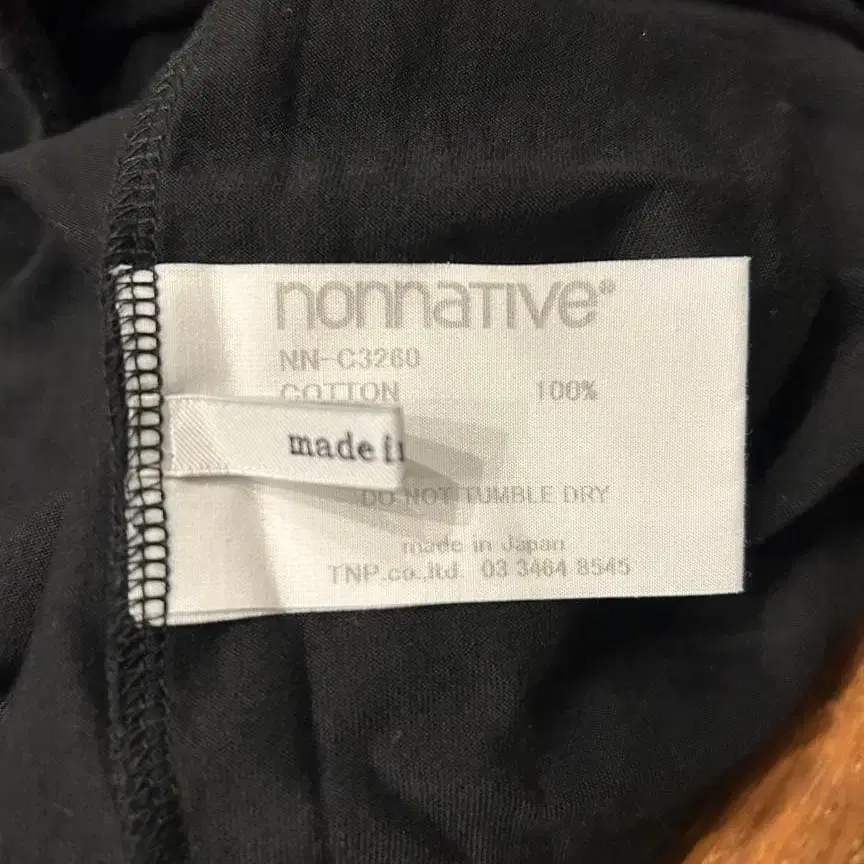 nonnative®
NN-C3260
COTTON 100%
made i
DO NOT TUMBLE DRY
made in Japan
TNP.co.,ltd. 03 3464 8545